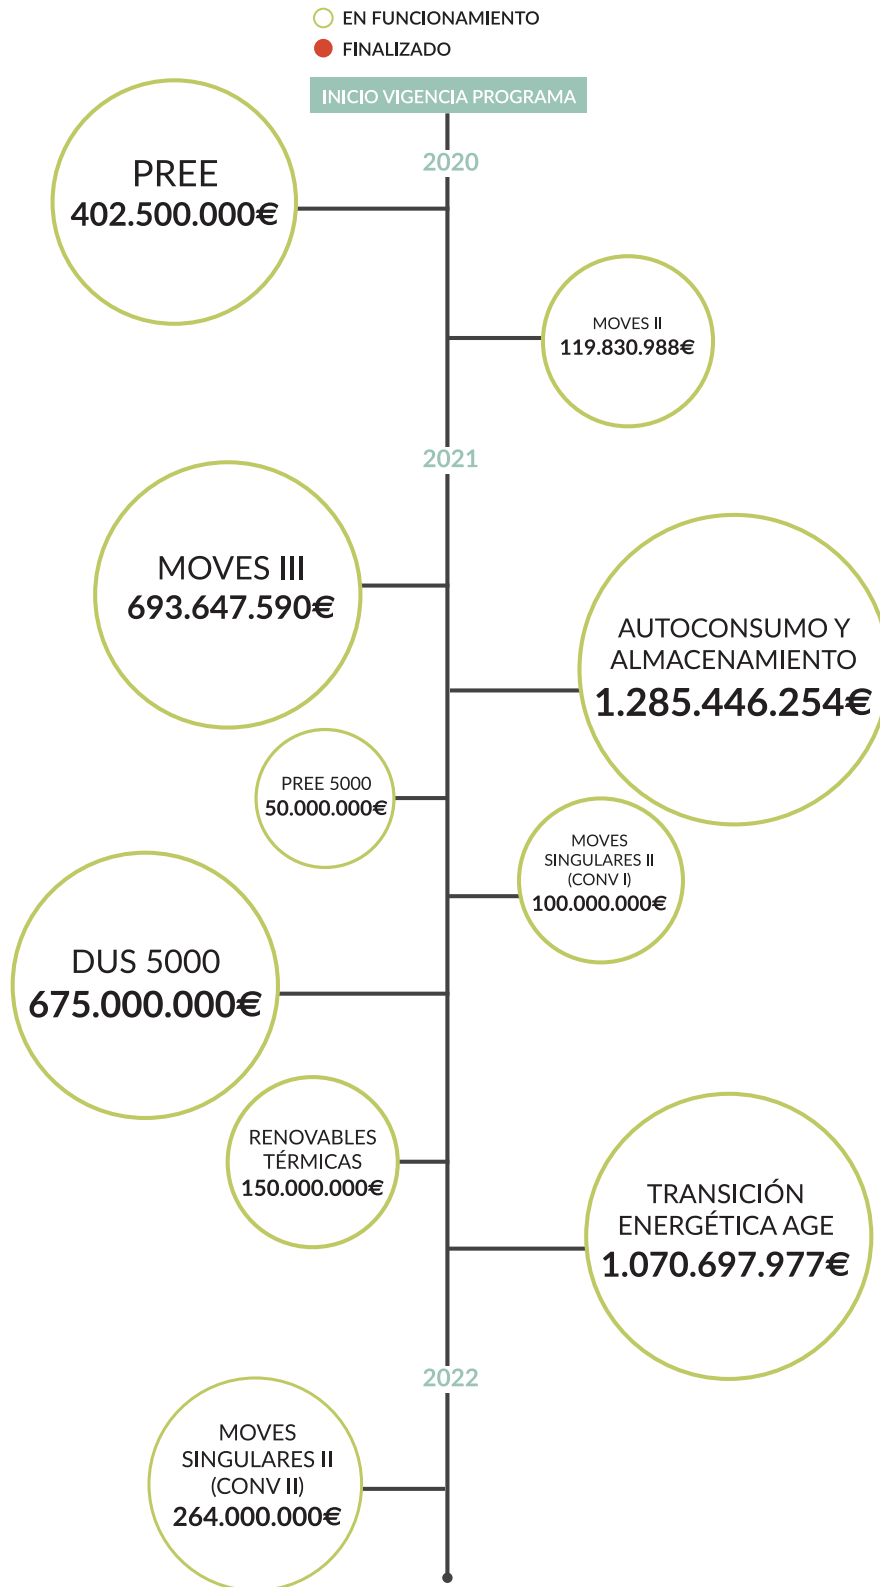 EN FUNCIONAMIENTO
FINALIZADO
INICIO VIGENCIA PROGRAMA
2020
PREE
402.500.000€
MOVES II
119.830.988€
2021
MOVES III
693.647.590€
AUTOCONSUMO Y
ALMACENAMIENTO
1.285.446.254€
PREE 5000
50.000.000€
MOVES
SINGULARES II
(CONV I)
100.000.000€
DUS 5000
675.000.000€
RENOVABLES
TÉRMICAS
150.000.000€
TRANSICIÓN
ENERGÉTICA AGE
1.070.697.977€
2022
MOVES
SINGULARES II
(CONV II)
264.000.000€